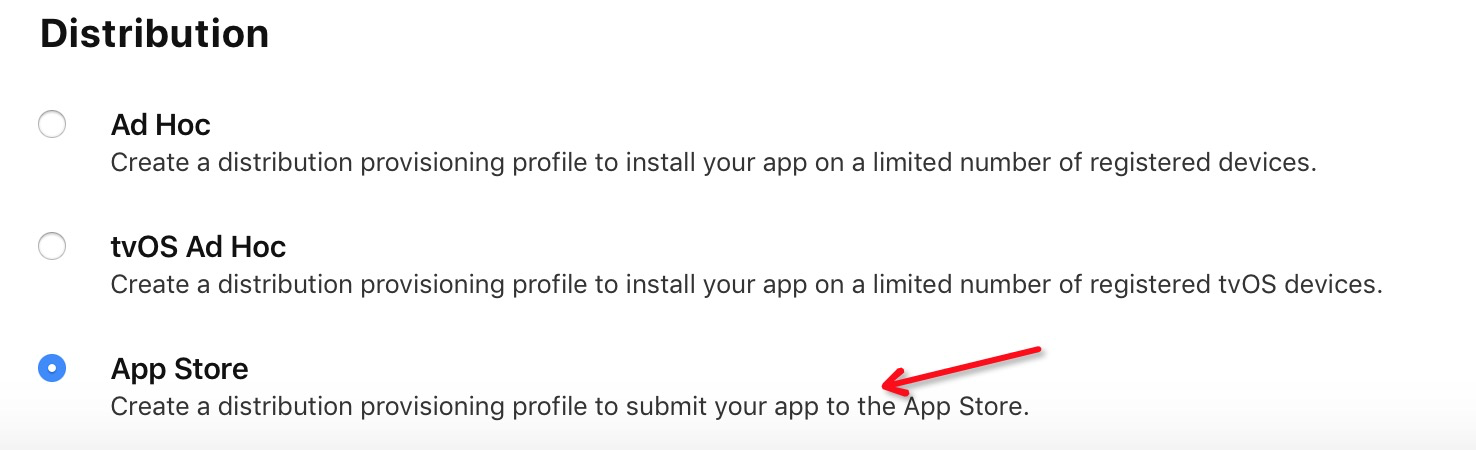 Distribution
Ad Hoc
Create a distribution provisioning profile to install your app on a limited number of registered devices.
tvOS Ad Hoc
Create a distribution provisioning profile to install your app on a limited number of registered tvOS devices.
App Store
Create a distribution provisioning profile to submit your app to the App Store.